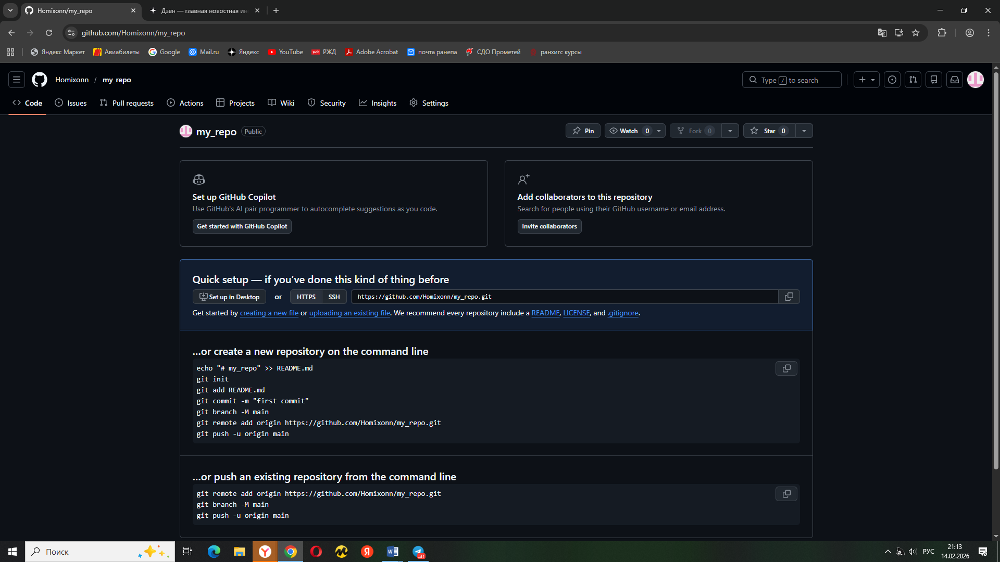 Homixonn/my_repo
Дзен — главная новостная ин
github.com/Homixonn/my_repo
Яндекс Маркет
Авиабилеты
Google
Mail.ru
Яндекс
YouTube
РЖД
Adobe Acrobat
почта ранепа
СДО Прометей
ранхигс курсы
Homixonn / my_repo
Type / to search
Code
Issues
Pull requests
Actions
Projects
Wiki
Security
Insights
Settings
my_repo
Public
Pin
Watch 0
Fork 0
Star 0
Set up GitHub Copilot
Use GitHub's AI pair programmer to autocomplete suggestions as you code.
Get started with GitHub Copilot
Add collaborators to this repository
Search for people using their GitHub username or email address.
Invite collaborators
Quick setup — if you’ve done this kind of thing before
Set up in Desktop or HTTPS SSH https://github.com/Homixonn/my_repo.git
Get started by creating a new file or uploading an existing file. We recommend every repository include a README, LICENSE, and .gitignore.
…or create a new repository on the command line
echo "# my_repo" >> README.md
git init
git add README.md
git commit -m "first commit"
git branch -M main
git remote add origin https://github.com/Homixonn/my_repo.git
git push -u origin main
…or push an existing repository from the command line
git remote add origin https://github.com/Homixonn/my_repo.git
git branch -M main
git push -u origin main
Поиск
31
РУС
21:13
14.02.2026